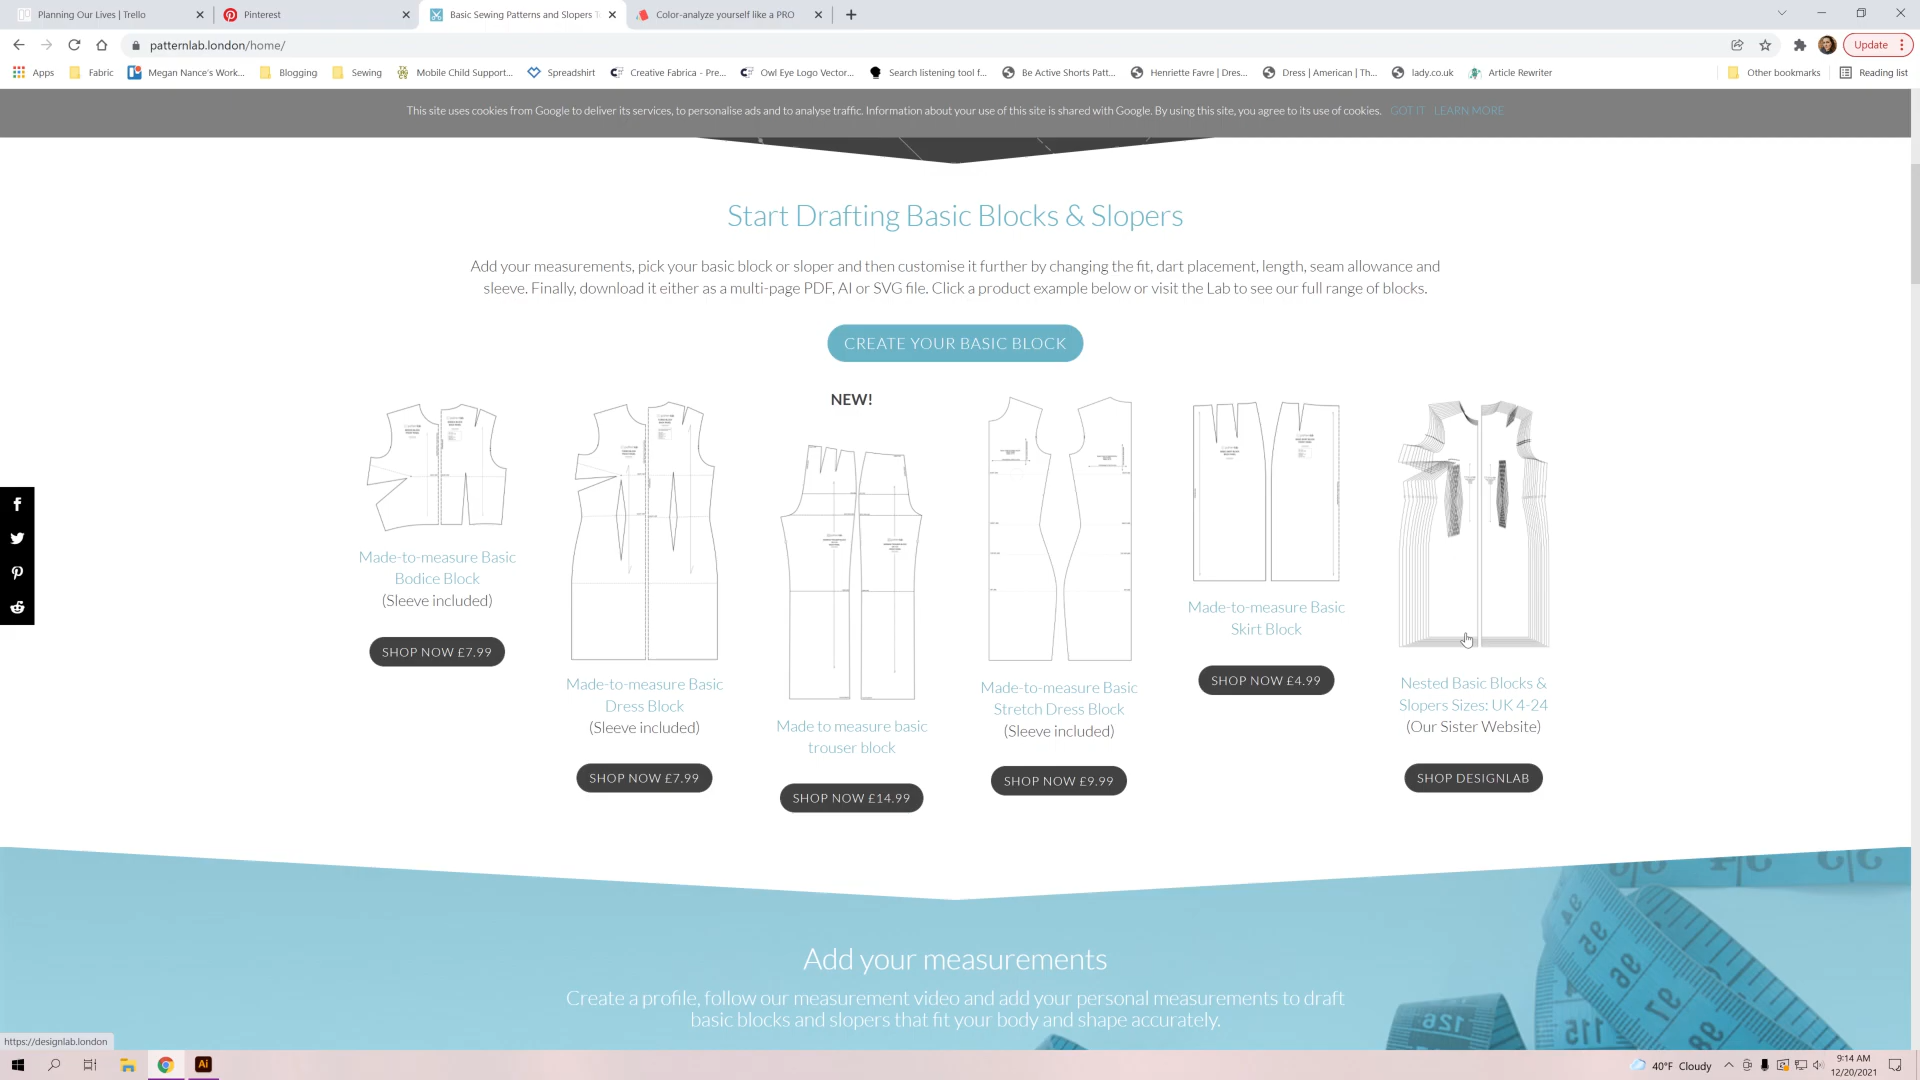 Planning Our Lives | Trello
Pinterest
Basic Sewing Patterns and Slopers T
Color-analyze yourself like a PRO
patternlab.london/home/
Update
Apps
Fabric
Megan Nance's Work...
Blogging
Sewing
Mobile Child Support...
Spreadshirt
Creative Fabrica - Pre...
Owl Eye Logo Vector...
Search listening tool f...
Be Active Shorts Patt...
Henriette Favre | Dres...
Dress | American | Th...
lady.co.uk
Article Rewriter
Other bookmarks
Reading list
This site uses cookies from Google to deliver its services, to personalise ads and to analyse traffic. Information about your use of this site is shared with Google. By using this site, you agree to its use of cookies. GOT IT LEARN MORE
Start Drafting Basic Blocks & Slopers
Add your measurements, pick your basic block or sloper and then customise it further by changing the fit, dart placement, length, seam allowance and
sleeve. Finally, download it either as a multi-page PDF, AI or SVG file. Click a product example below or visit the Lab to see our full range of blocks.
CREATE YOUR BASIC BLOCK
Made-to-measure Basic
Bodice Block
(Sleeve included)
SHOP NOW £7.99
Made-to-measure Basic
Dress Block
(Sleeve included)
SHOP NOW £7.99
NEW!
Made to measure basic
trouser block
SHOP NOW £14.99
Made-to-measure Basic
Stretch Dress Block
(Sleeve included)
SHOP NOW £9.99
Made-to-measure Basic
Skirt Block
SHOP NOW £4.99
Nested Basic Blocks &
Slopers Sizes: UK 4-24
(Our Sister Website)
SHOP DESIGNLAB
Add your measurements
Create a profile, follow our measurement video and add your personal measurements to draft
basic blocks and slopers that fit your body and shape accurately.
94
95
96
97
98
115
126
https://designlab.london
Ai
40°F Cloudy
9:14 AM
12/20/2021